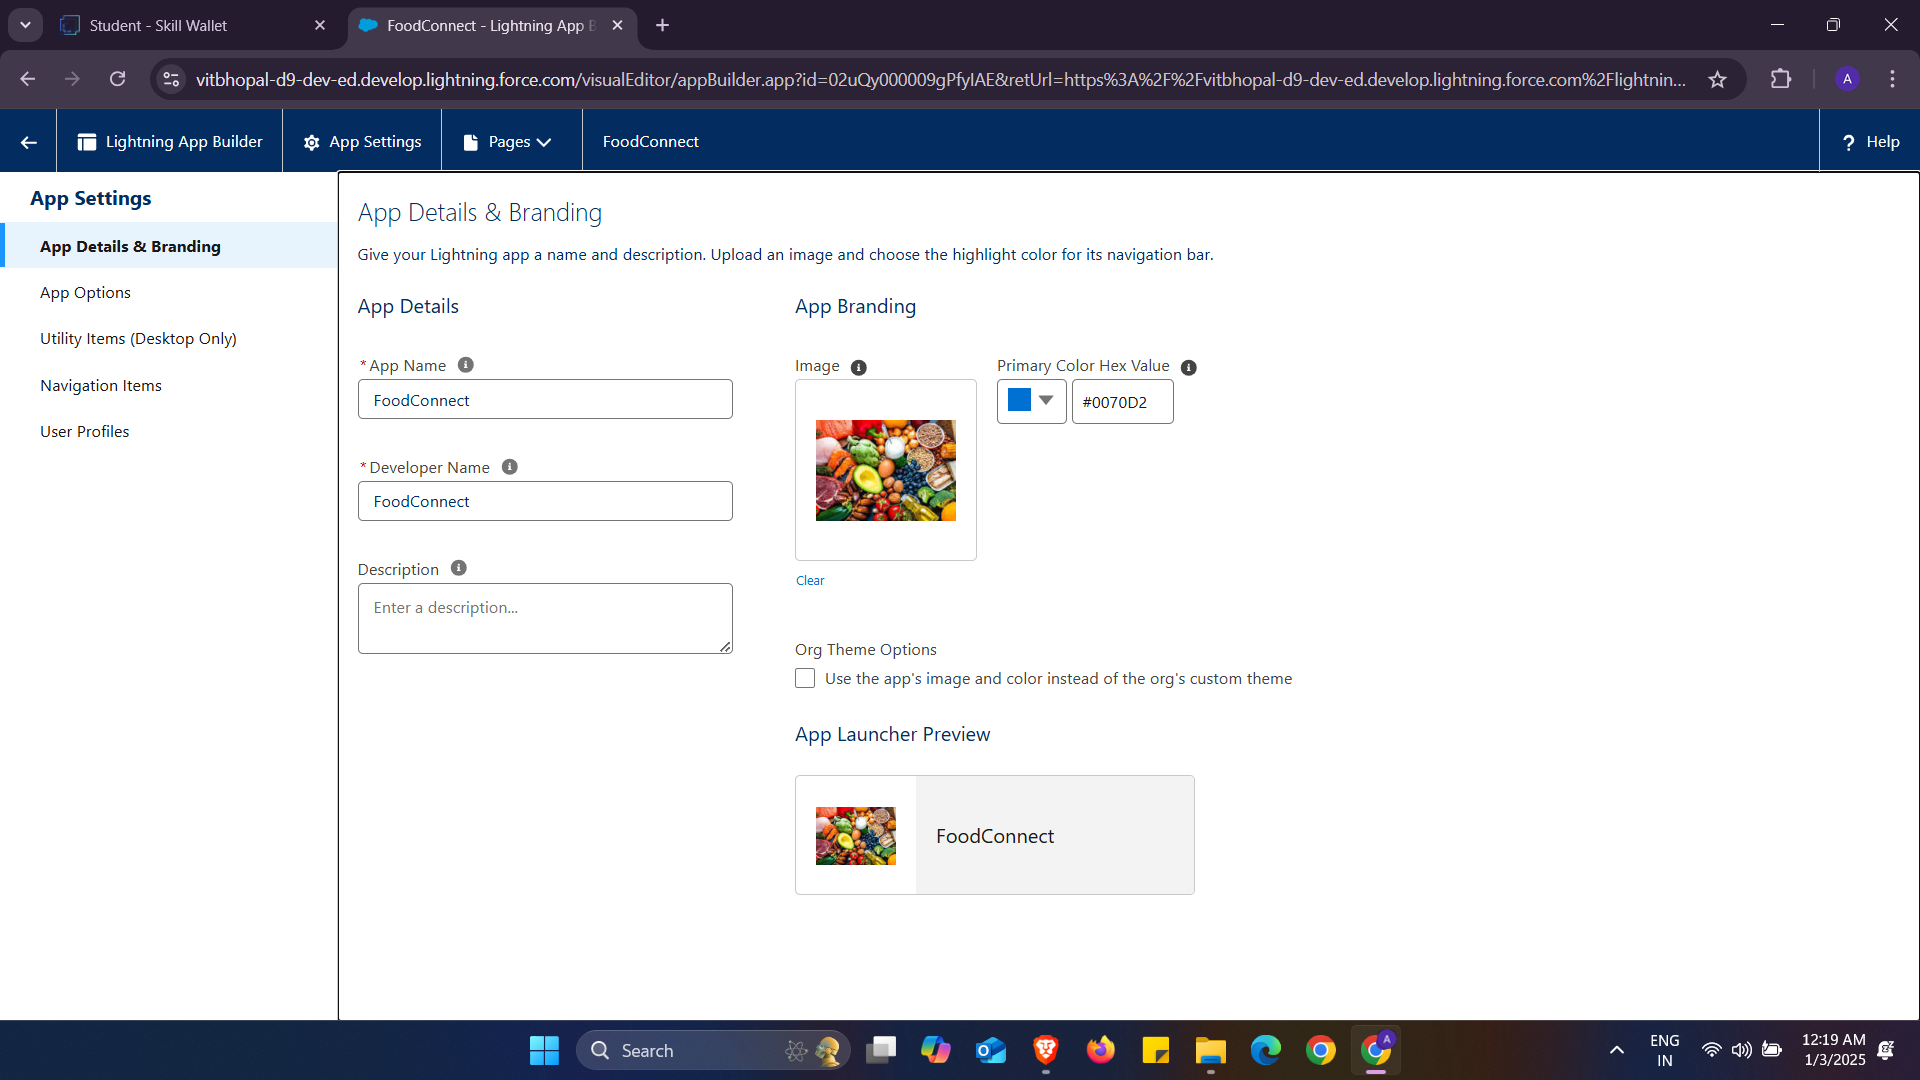 Student - Skill Wallet
FoodConnect - Lightning App B
vitbhopal-d9-dev-ed.develop.lightning.force.com/visualEditor/appBuilder.app?id=02uQy000009gPfyIAE&retUrl=https%3A%2F%2Fvitbhopal-d9-dev-ed.develop.lightning.force.com%2Flightnin...
A
Lightning App Builder
App Settings
Pages
FoodConnect
? Help
App Settings
App Details & Branding
App Options
Utility Items (Desktop Only)
Navigation Items
User Profiles
App Details & Branding
Give your Lightning app a name and description. Upload an image and choose the highlight color for its navigation bar.
App Details
* App Name
FoodConnect
* Developer Name
FoodConnect
Description
Enter a description...
App Branding
Image
Primary Color Hex Value
#0070D2
Clear
Org Theme Options
Use the app's image and color instead of the org's custom theme
App Launcher Preview
FoodConnect
Search
A
ENG
IN
12:19 AM
1/3/2025